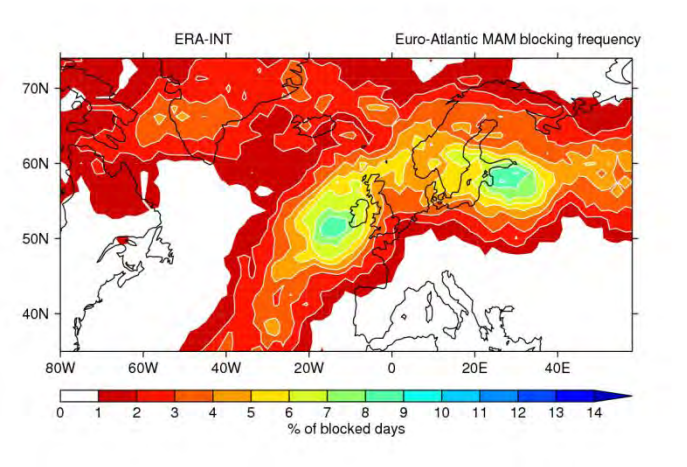 ERA-INT Euro-Atlantic MAM blocking frequency
70N
60N
50N
40N
80W 60W 40W 20W 0 20E 40E
0 1 2 3 4 5 6 7 8 9 10 11 12 13 14
% of blocked days